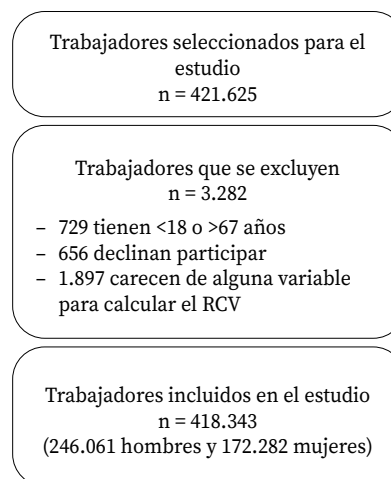 Trabajadores seleccionados para el
estudio
n = 421.625
Trabajadores que se excluyen
n = 3.282
– 729 tienen <18 o >67 años
– 656 declinan participar
– 1.897 carecen de alguna variable
para calcular el RCV
Trabajadores incluidos en el estudio
n = 418.343
(246.061 hombres y 172.282 mujeres)